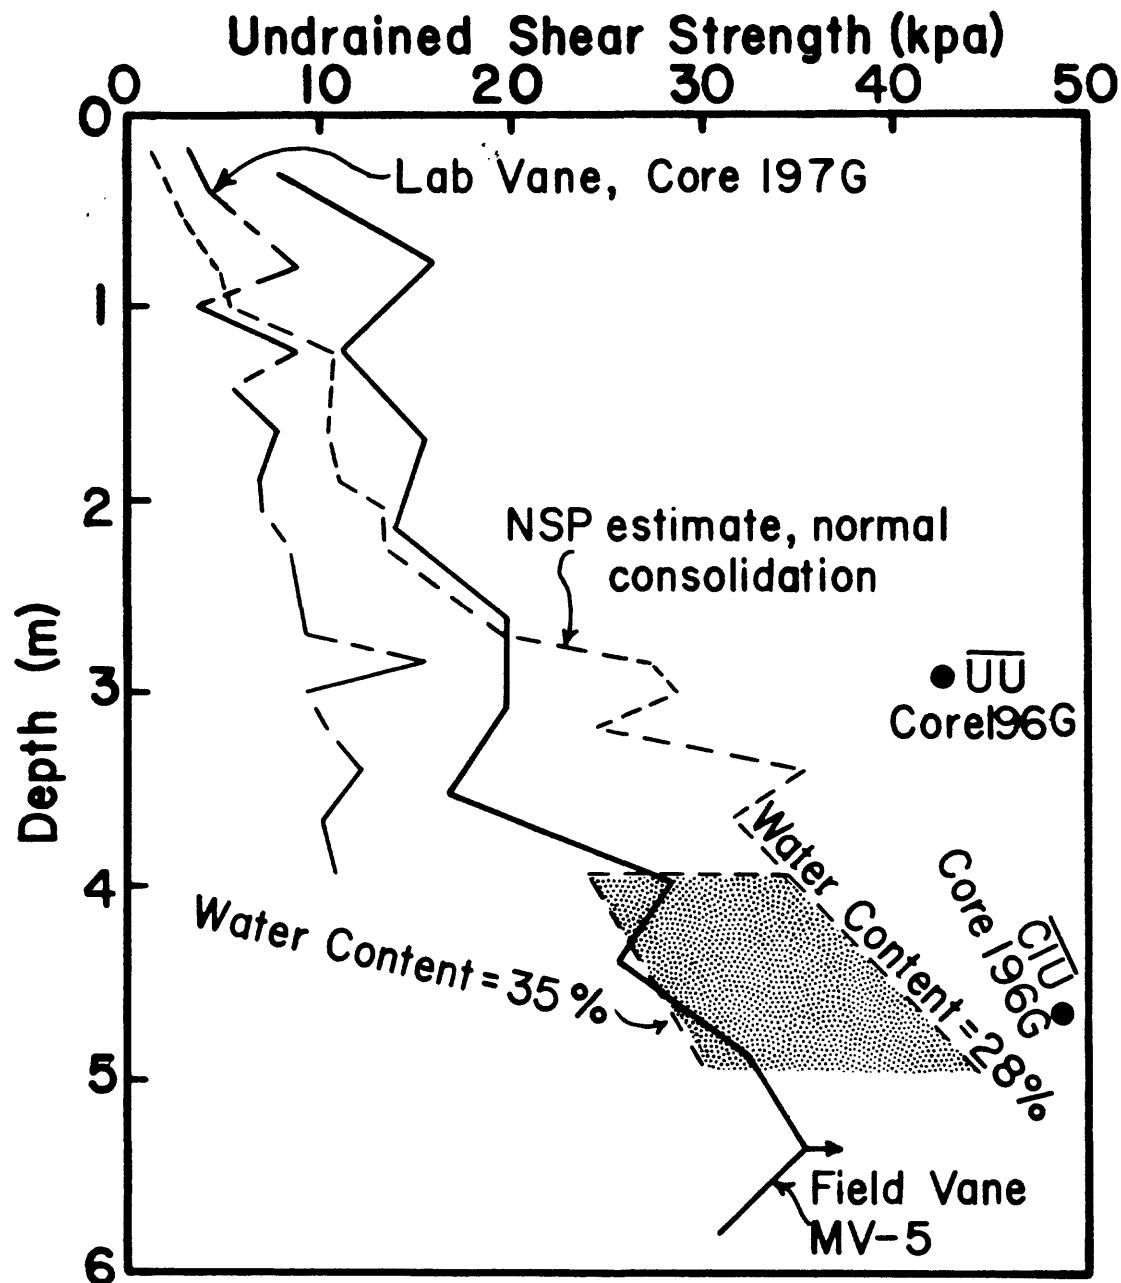 Undrained Shear Strength (kpa)
0 10 20 30 40 50
0
Lab Vane, Core 197G
1
2
NSP estimate, normal
consolidation
Depth (m)
3
UU
Core196G
Water Content = 28%
4
Core 196G
CIU
Water Content = 35%
5
Field Vane
MV-5
6